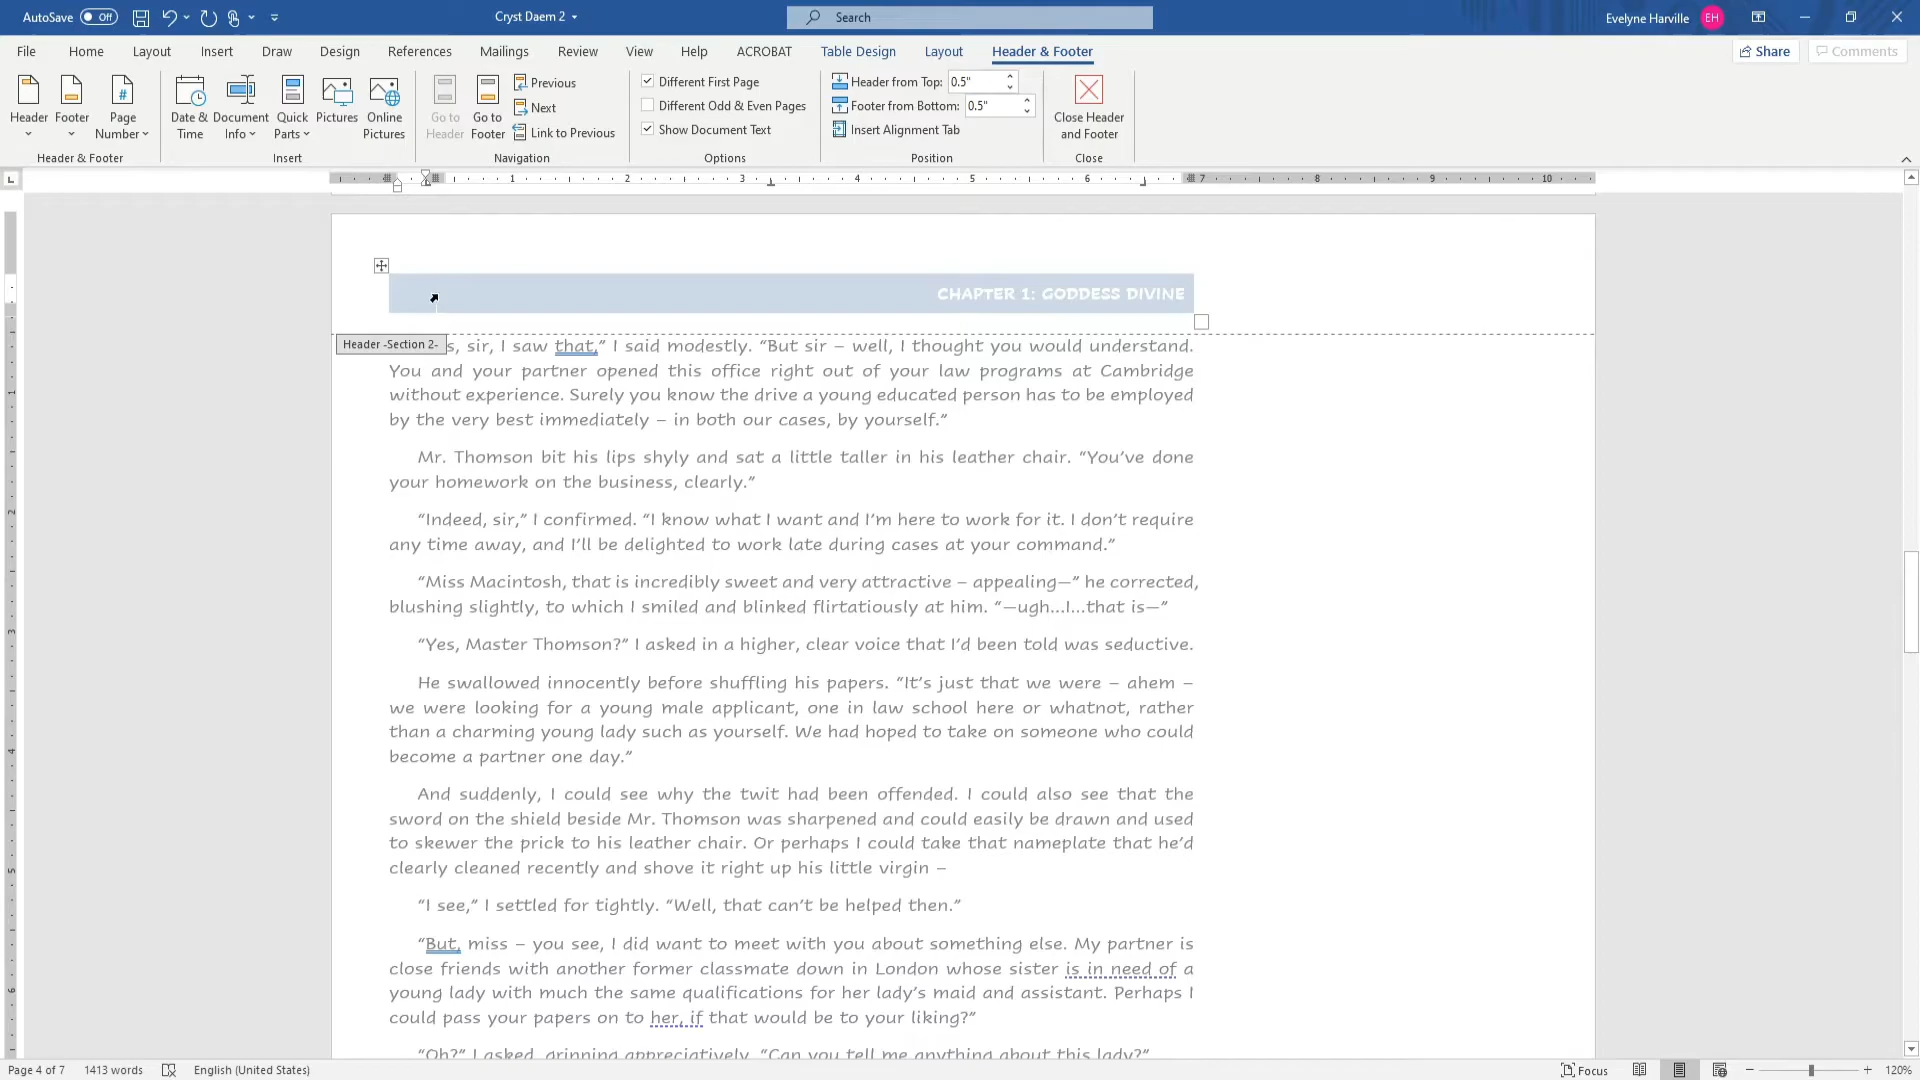 AutoSave Off
Cryst Daem 2
Search
Evelyne Harville EH
File Home Layout Insert Draw Design References Mailings Review View Help ACROBAT Table Design Layout Header & Footer
Share Comments
Header
Footer
Page Number
Header & Footer
Date & Time
Document Info
Quick Parts
Pictures
Online Pictures
Insert
Go to Header
Go to Footer
Previous
Next
Link to Previous
Navigation
Different First Page
Different Odd & Even Pages
Show Document Text
Options
Header from Top: 0.5"
Footer from Bottom: 0.5"
Insert Alignment Tab
Position
Close Header and Footer
Close
1 2 3 4 5 6 7 8 9 10
CHAPTER 1: GODDESS DIVINE
Header -Section 2-
s, sir, I saw that,” I said modestly. “But sir – well, I thought you would understand.
You and your partner opened this office right out of your law programs at Cambridge
without experience. Surely you know the drive a young educated person has to be employed
by the very best immediately – in both our cases, by yourself.”
Mr. Thomson bit his lips shyly and sat a little taller in his leather chair. “You’ve done
your homework on the business, clearly.”
“Indeed, sir,” I confirmed. “I know what I want and I’m here to work for it. I don’t require
any time away, and I’ll be delighted to work late during cases at your command.”
“Miss Macintosh, that is incredibly sweet and very attractive – appealing—” he corrected,
blushing slightly, to which I smiled and blinked flirtatiously at him. “—ugh…I…that is—”
“Yes, Master Thomson?” I asked in a higher, clear voice that I’d been told was seductive.
He swallowed innocently before shuffling his papers. “It’s just that we were – ahem –
we were looking for a young male applicant, one in law school here or whatnot, rather
than a charming young lady such as yourself. We had hoped to take on someone who could
become a partner one day.”
And suddenly, I could see why the twit had been offended. I could also see that the
sword on the shield beside Mr. Thomson was sharpened and could easily be drawn and used
to skewer the prick to his leather chair. Or perhaps I could take that nameplate that he’d
clearly cleaned recently and shove it right up his little virgin –
“I see,” I settled for tightly. “Well, that can’t be helped then.”
“But, miss – you see, I did want to meet with you about something else. My partner is
close friends with another former classmate down in London whose sister is in need of a
young lady with much the same qualifications for her lady’s maid and assistant. Perhaps I
could pass your papers on to her, if that would be to your liking?”
“Oh?” I asked, grinning appreciatively. “Can you tell me anything about this lady?”
Page 4 of 7 1413 words English (United States) Focus 120%